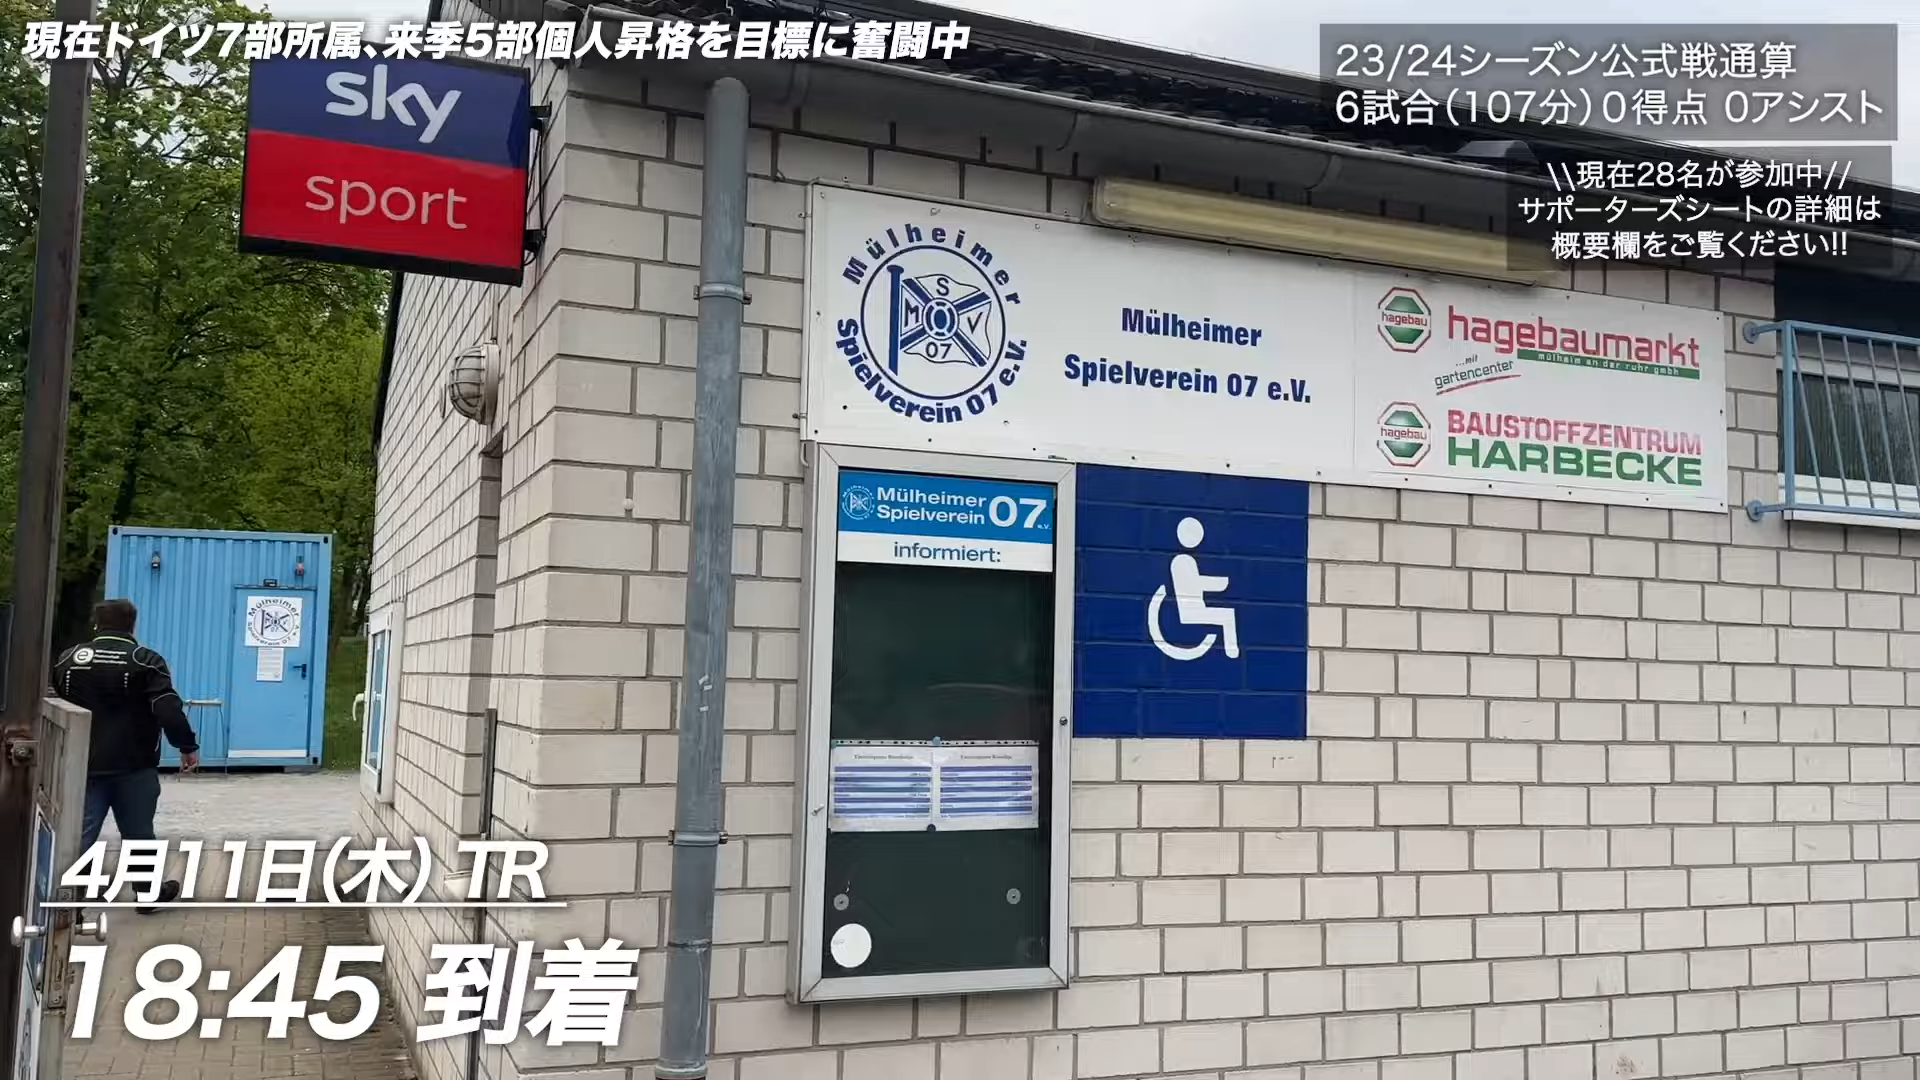 現在ドイツ7部所属、来季5部個人昇格を目標に奮闘中
23/24シーズン公式戦通算
6試合(107分)0得点 0アシスト
\\現在28名が参加中//
サポーターズシートの詳細は
概要欄をご覧ください!!
sky
sport
Mülheimer
Spielverein 07 e.V.
S
M V
07
Mülheimer
Spielverein 07 e.V.
hagebau
hagebaumarkt
mülheim an der ruhr gmbh
...mit
gartencenter
hagebau
BAUSTOFFZENTRUM
HARBECKE
Mülheimer
Spielverein 07 e.V.
informiert:
4月11日(木) TR
18:45 到着